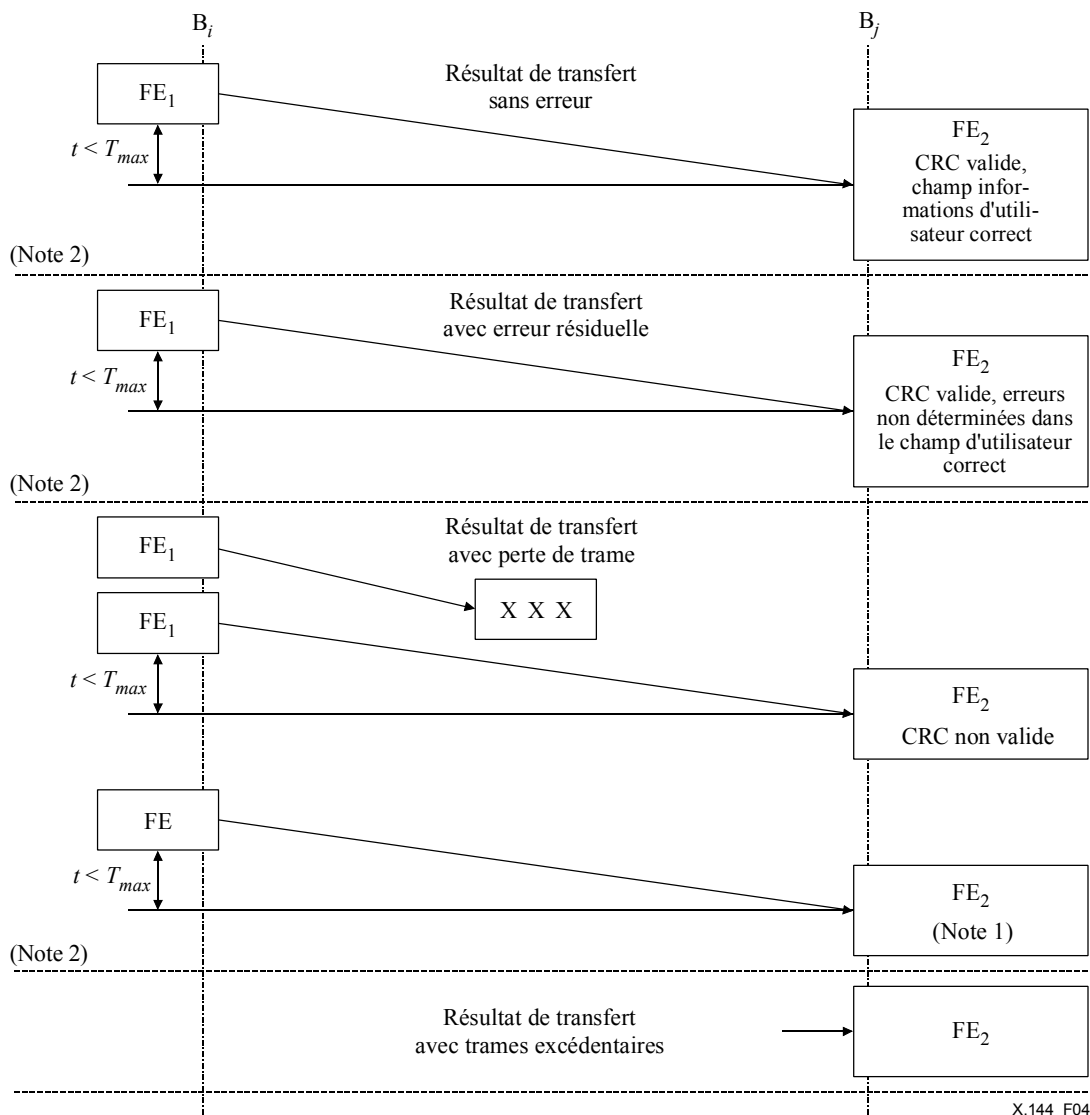 B_i
B_j
FE_1
Résultat de transfert
sans erreur
t < T_max
FE_2
CRC valide,
champ infor-
mations d'utili-
sateur correct
(Note 2)
FE_1
Résultat de transfert
avec erreur résiduelle
t < T_max
FE_2
CRC valide, erreurs
non déterminées dans
le champ d'utilisateur
correct
(Note 2)
FE_1
Résultat de transfert
avec perte de trame
X X X
FE_1
t < T_max
FE_2
CRC non valide
FE
t < T_max
FE_2
(Note 1)
(Note 2)
Résultat de transfert
avec trames excédentaires
FE_2
X.144_F04